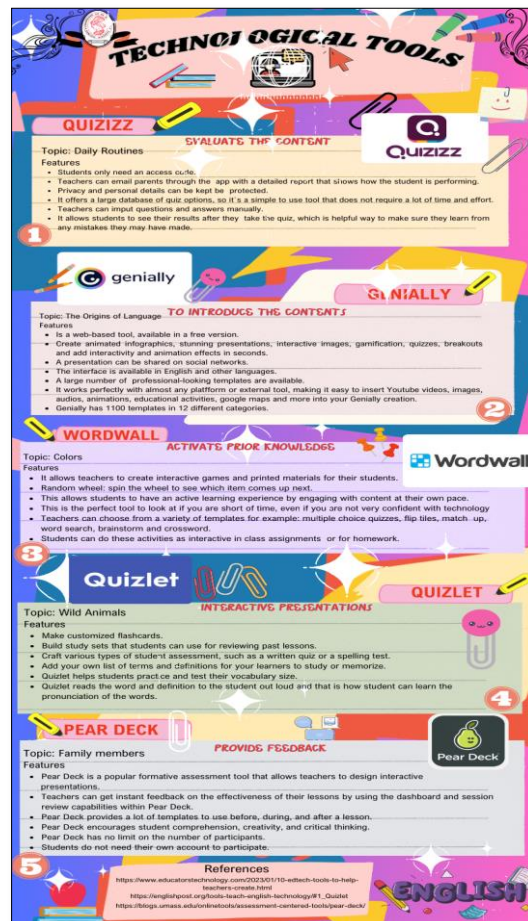 TECHNOLOGICAL TOOLS
QUIZIZZ
EVALUATE THE CONTENT
Quizizz
Topic: Daily Routines
Features
• Students only need an access code.
• Teachers can email parents through the app with a detailed report that shows how the student is performing.
• Privacy and personal details can be kept be protected.
• It offers a large database of quiz options, so it's a simple to use tool that does not require a lot of time and effort.
• Teachers can imput questions and answers manually.
• It allows students to see their results after they take the quiz, which is helpful way to make sure they learn from
any mistakes they may have made.
1
genially
GENIALLY
TO INTRODUCE THE CONTENTS
Topic: The Origins of Language
Features
• Is a web-based tool, available in a free version.
• Create animated infographics, stunning presentations, interactive images, gamification, quizzes, breakouts
and add interactivity and animation effects in seconds.
• A presentation can be shared on social networks.
• The interface is available in English and other languages.
• A large number of professional-looking templates are available.
• It works perfectly with almost any platform or external tool, making it easy to insert Youtube videos, images,
audios, animations, educational activities, google maps and more into your Genially creation.
• Genially has 1100 templates in 12 different categories.
2
WORDWALL
ACTIVATE PRIOR KNOWLEDGE
Wordwall
Topic: Colors
Features
• It allows teachers to create interactive games and printed materials for their students.
• Random wheel: spin the wheel to see which item comes up next.
• This allows students to have an active learning experience by engaging with content at their own pace.
• This is the perfect tool to look at if you are short of time, even if you are not very confident with technology
• Teachers can choose from a variety of templates for example: multiple choice quizzes, flip tiles, match up,
word search, brainstorm and crossword.
• Students can do these activities as interactive in class assignments or for homework.
3
Quizlet
QUIZLET
INTERACTIVE PRESENTATIONS
Topic: Wild Animals
Features
• Make customized flashcards.
• Build study sets that students can use for reviewing past lessons.
• Craft various types of student assessment, such as a written quiz or a spelling test.
• Add your own list of terms and definitions for your learners to study or memorize.
• Quizlet helps students practice and test their vocabulary size.
• Quizlet reads the word and definition to the student out loud and that is how student can learn the
pronunciation of the words.
4
PEAR DECK
PROVIDE FEEDBACK
Pear Deck
Topic: Family members
Features
• Pear Deck is a popular formative assessment tool that allows teachers to design interactive
presentations.
• Teachers can get instant feedback on the effectiveness of their lessons by using the dashboard and session
review capabilities within Pear Deck.
• Pear Deck provides a lot of templates to use before, during, and after a lesson.
• Pear Deck encourages student comprehension, creativity, and critical thinking.
• Pear Deck has no limit on the number of participants.
• Students do not need their own account to participate.
5
References
https://www.educatorstechnology.com/2023/01/10-edtech-tools-to-help-
teachers-create.html
https://englishpost.org/tools-teach-english-technology/#1_Quizlet
https://blogs.umass.edu/onlinetools/assessment-centered-tools/pear-deck/
ENGLISH